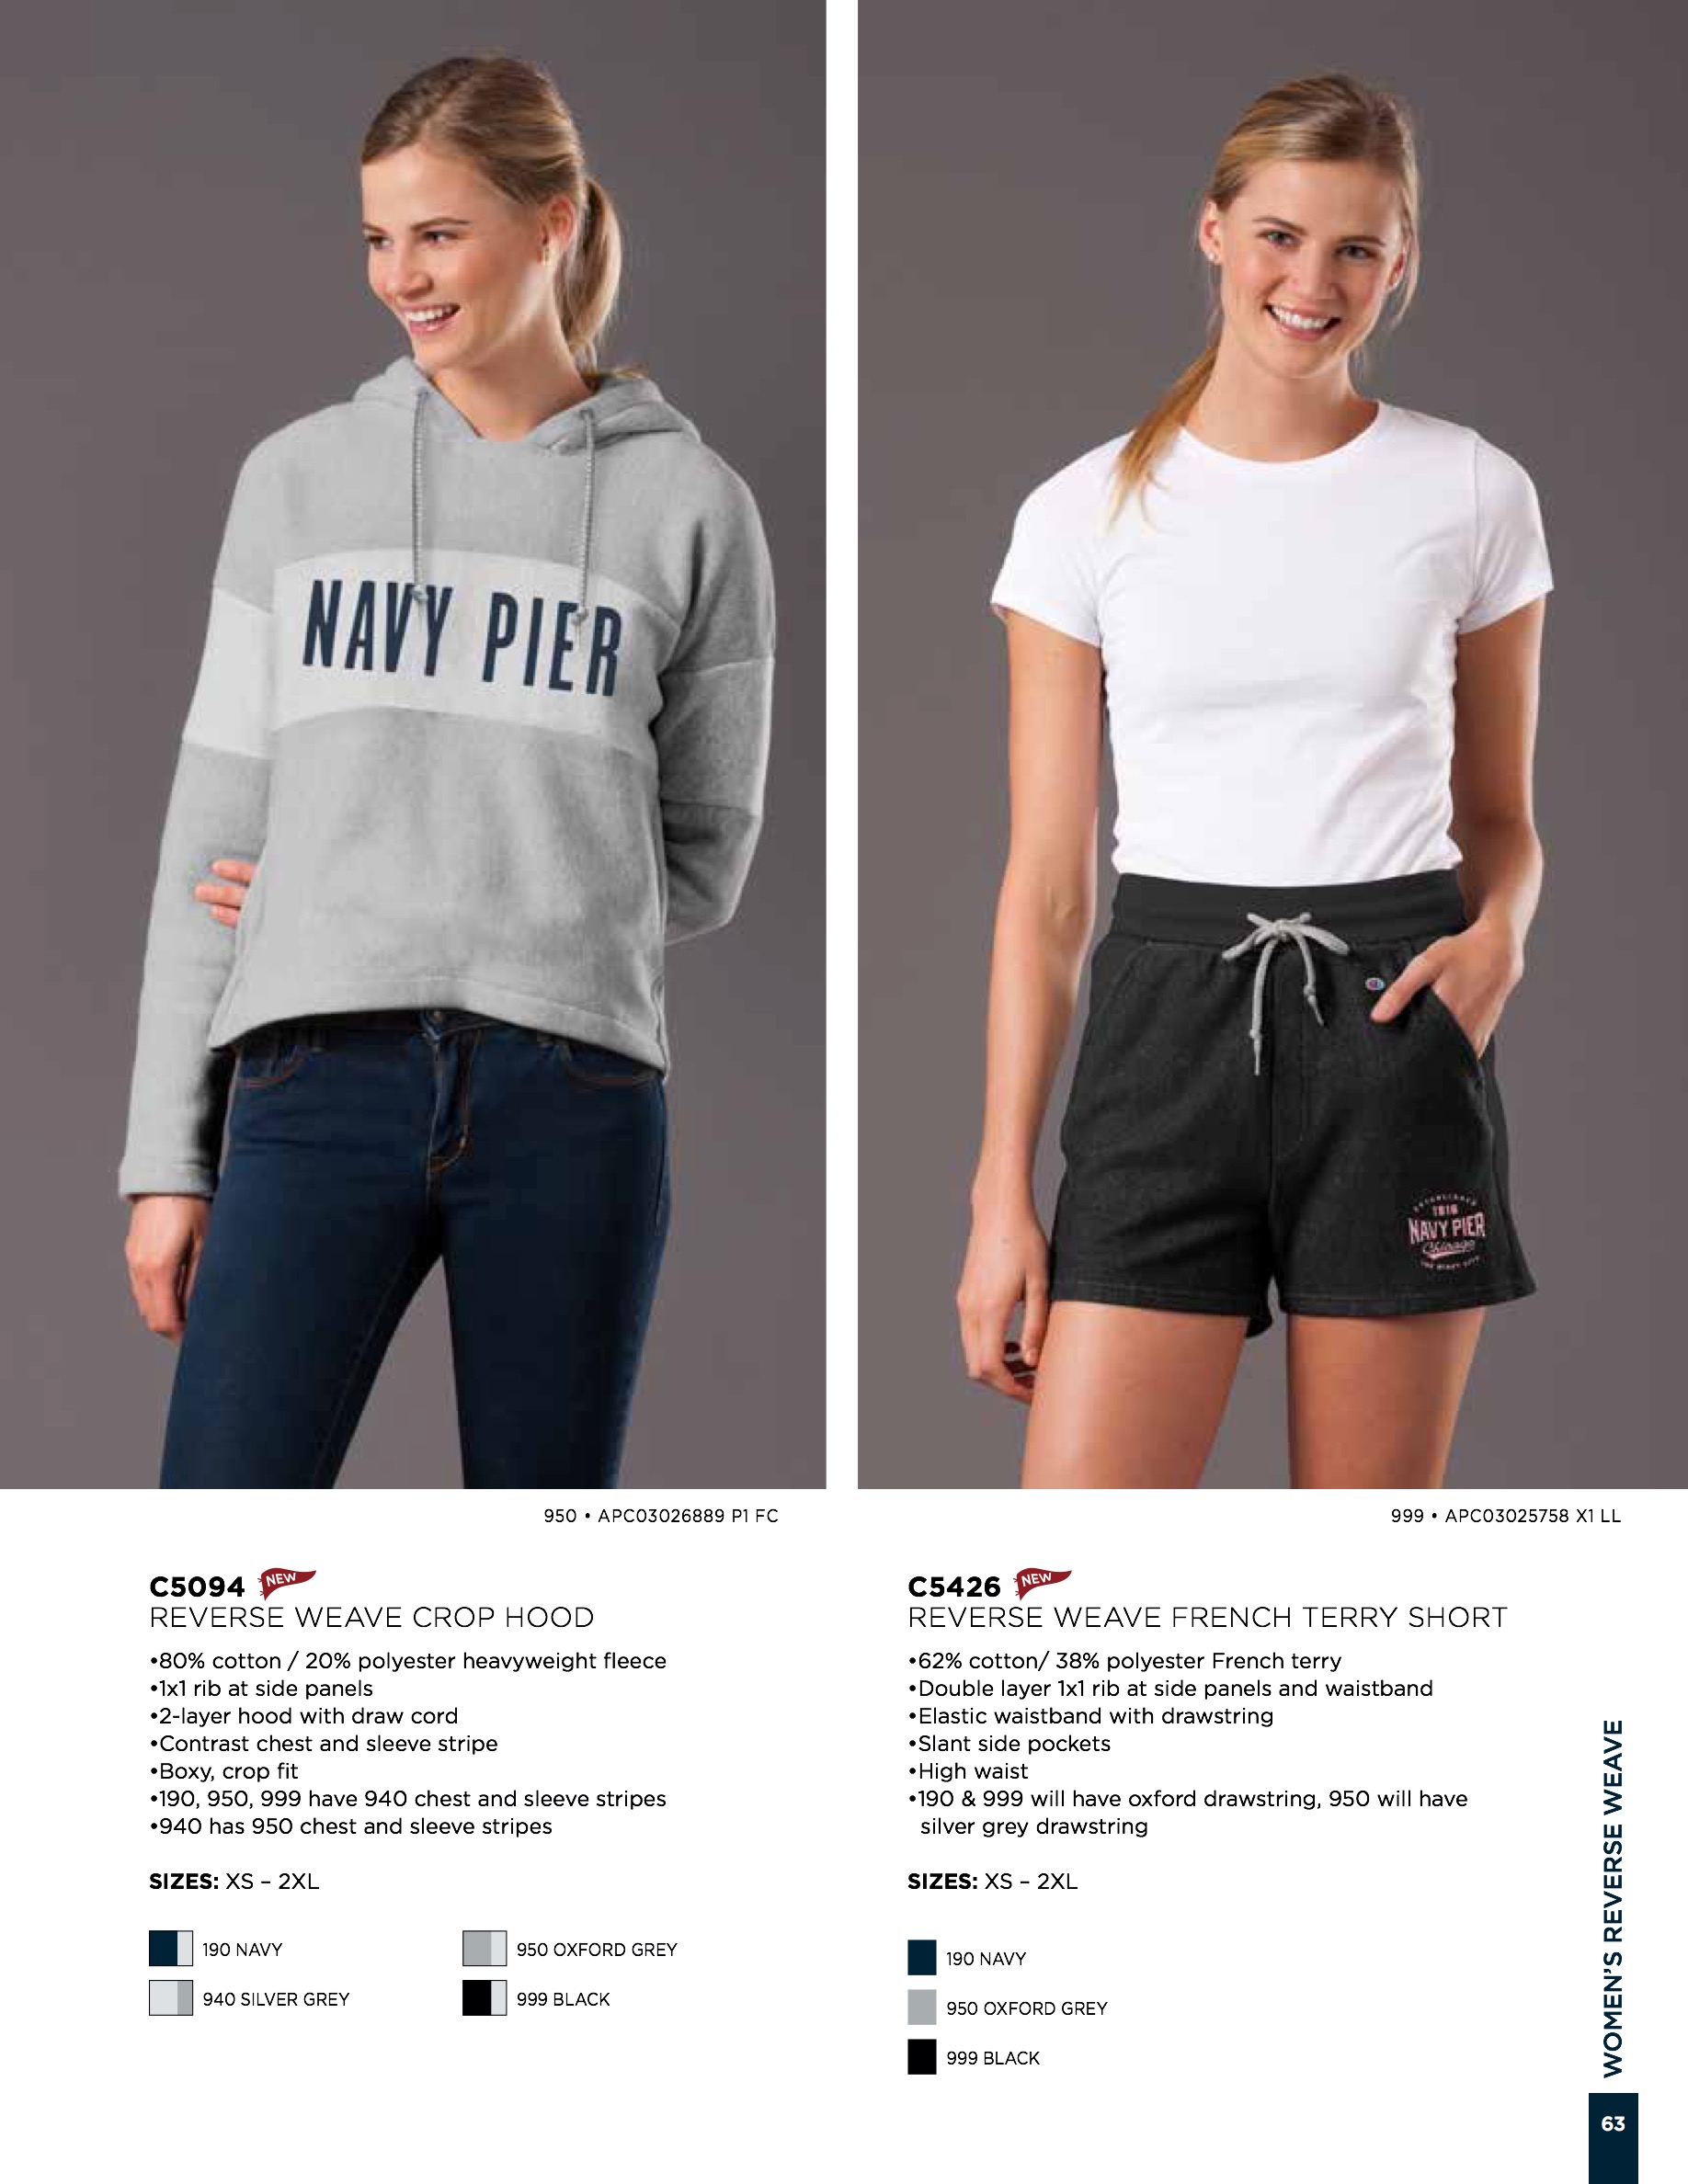 NAVY PIER
1916
NAVY PIER
Chicago
950 • APC03026889 P1 FC
999 • APC03025758 X1 LL
C5094 NEW
REVERSE WEAVE CROP HOOD
•80% cotton / 20% polyester heavyweight fleece
•1x1 rib at side panels
•2-layer hood with draw cord
•Contrast chest and sleeve stripe
•Boxy, crop fit
•190, 950, 999 have 940 chest and sleeve stripes
•940 has 950 chest and sleeve stripes
SIZES: XS – 2XL
190 NAVY
950 OXFORD GREY
940 SILVER GREY
999 BLACK
C5426 NEW
REVERSE WEAVE FRENCH TERRY SHORT
•62% cotton/ 38% polyester French terry
•Double layer 1x1 rib at side panels and waistband
•Elastic waistband with drawstring
•Slant side pockets
•High waist
•190 & 999 will have oxford drawstring, 950 will have
silver grey drawstring
SIZES: XS – 2XL
190 NAVY
950 OXFORD GREY
999 BLACK
WOMEN'S REVERSE WEAVE
63